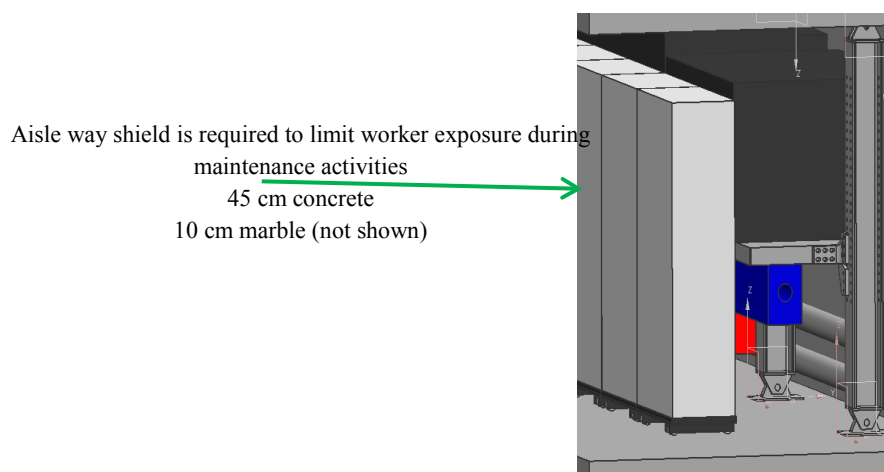 Aisle way shield is required to limit worker exposure during
maintenance activities
45 cm concrete
10 cm marble (not shown)
Z
Z